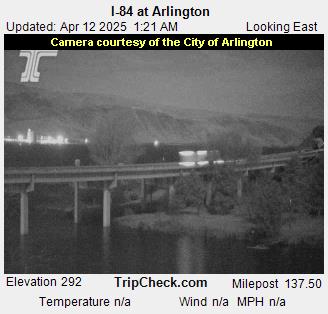 I-84 at Arlington
Updated: Apr 12 2025 1:21 AM Looking East
Camera courtesy of the City of Arlington
Elevation 292 TripCheck.com Milepost 137.50
Temperature n/a Wind n/a MPH n/a